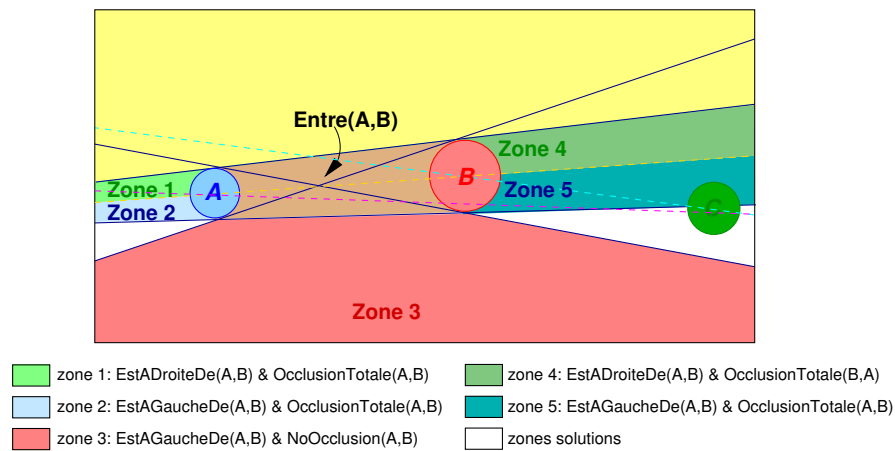 Entre(A,B)
Zone 4
B
Zone 1
A
Zone 5
Zone 2
C
Zone 3
zone 1: EstADroiteDe(A,B) & OcclusionTotale(A,B)
zone 4: EstADroiteDe(A,B) & OcclusionTotale(B,A)
zone 2: EstAGaucheDe(A,B) & OcclusionTotale(A,B)
zone 5: EstAGaucheDe(A,B) & OcclusionTotale(A,B)
zone 3: EstAGaucheDe(A,B) & NoOcclusion(A,B)
zones solutions